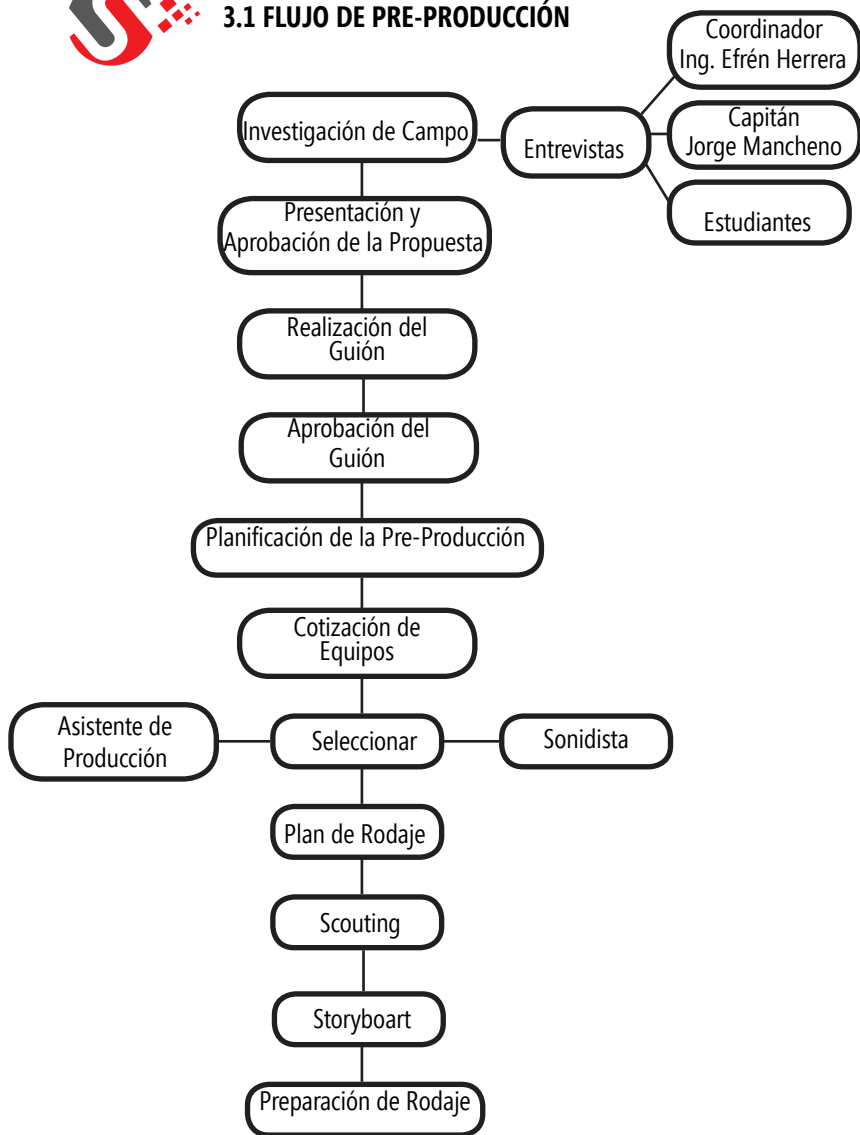 3.1 FLUJO DE PRE-PRODUCCIÓN
Coordinador
Ing. Efrén Herrera
Investigación de Campo
Entrevistas
Capitán
Jorge Mancheno
Estudiantes
Presentación y
Aprobación de la Propuesta
Realización del
Guión
Aprobación del
Guión
Planificación de la Pre-Producción
Cotización de
Equipos
Asistente de
Producción
Seleccionar
Sonidista
Plan de Rodaje
Scouting
Storyboart
Preparación de Rodaje